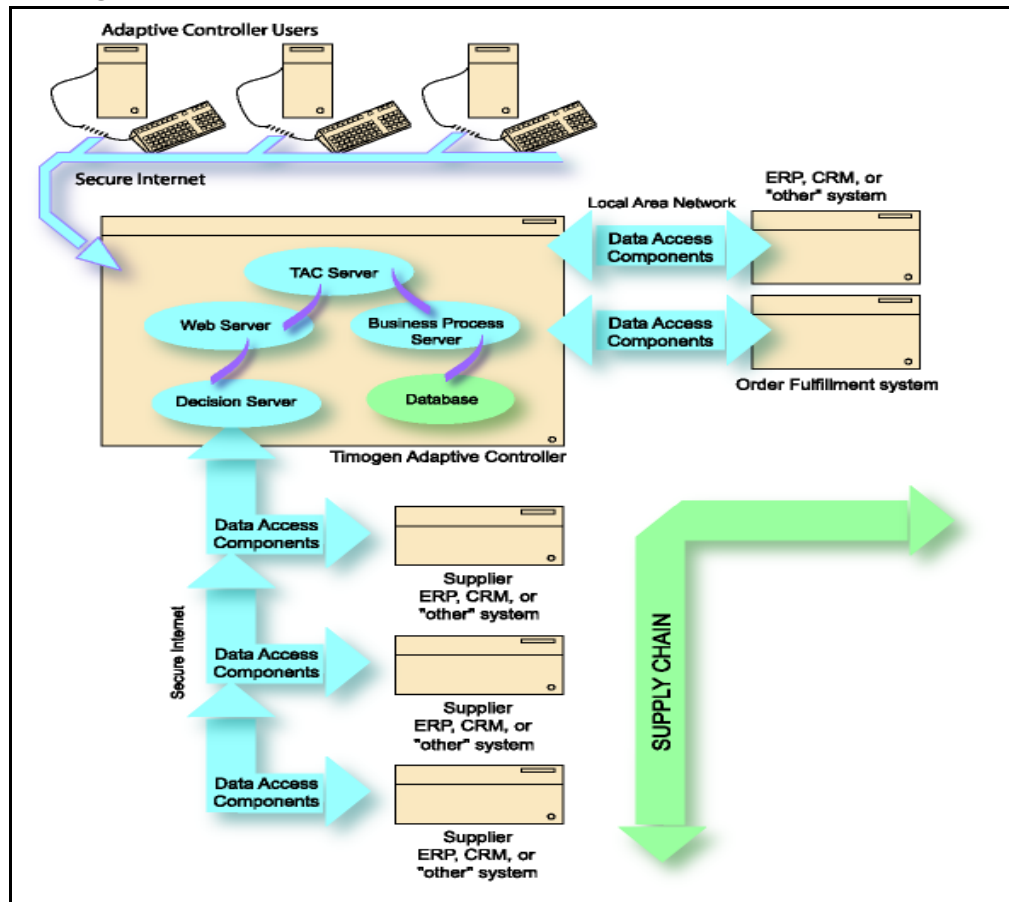 Adaptive Controller Users
Secure Internet
ERP, CRM, or
"other" system
Local Area Network
Data Access
Components
TAC Server
Web Server
Business Process
Server
Data Access
Components
Decision Server
Database
Order Fulfillment system
Timogen Adaptive Controller
Data Access
Components
Supplier
ERP, CRM, or
"other" system
Secure Internet
Data Access
Components
Supplier
ERP, CRM, or
"other" system
Data Access
Components
Supplier
ERP, CRM, or
"other" system
SUPPLY CHAIN